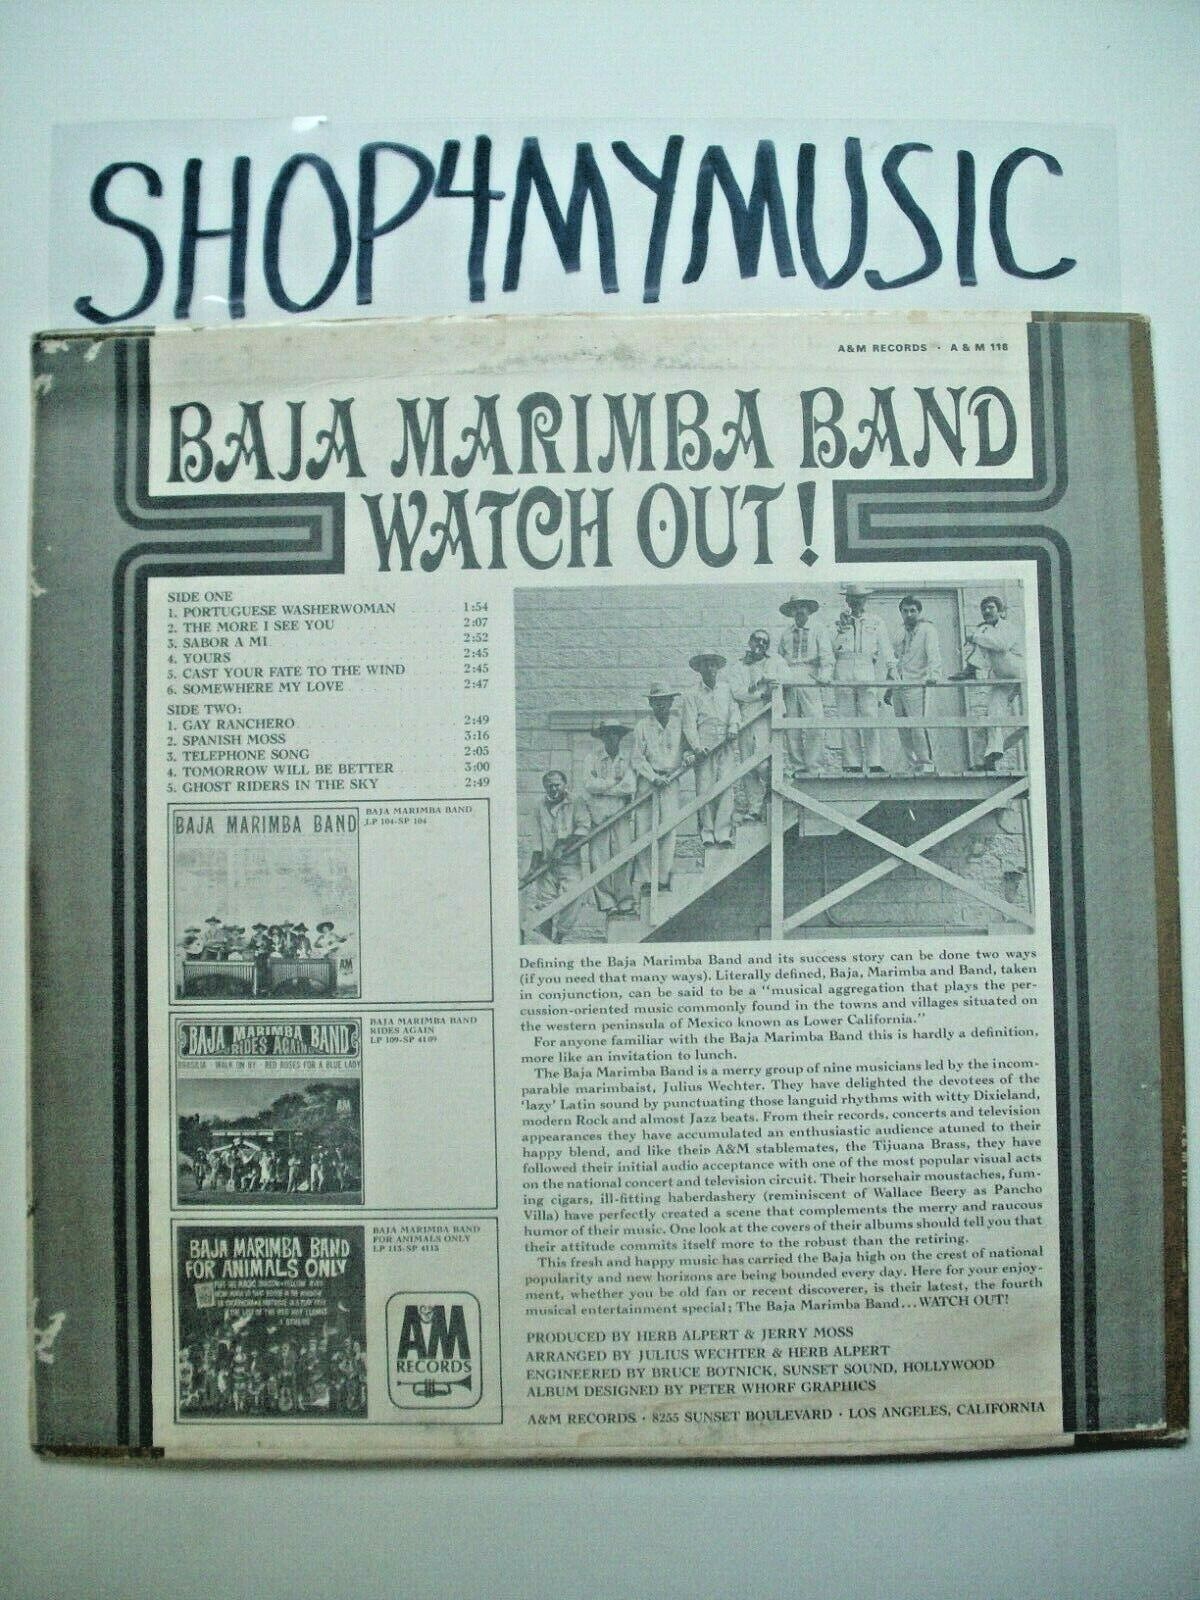 SHOP4MYMUSIC
A&M RECORDS · A & M 118
BAJA MARIMBA BAND
WATCH OUT!
SIDE ONE
1. PORTUGUESE WASHERWOMAN 1:54
2. THE MORE I SEE YOU 2:07
3. SABOR A MI 2:52
4. YOURS 2:45
5. CAST YOUR FATE TO THE WIND 2:45
6. SOMEWHERE MY LOVE 2:47
SIDE TWO:
1. GAY RANCHERO 2:49
2. SPANISH MOSS 3:16
3. TELEPHONE SONG 2:05
4. TOMORROW WILL BE BETTER 3:00
5. GHOST RIDERS IN THE SKY 2:49
BAJA MARIMBA BAND
BAJA MARIMBA BAND
LP 104-SP 104
AM
BAJA MARIMBA BAND
RIDES AGAIN
BRASILIA · WALK ON BY · RED ROSES FOR A BLUE LADY
AM
BAJA MARIMBA BAND
RIDES AGAIN
LP 109-SP 4109
BAJA MARIMBA BAND
FOR ANIMALS ONLY
BAJA MARIMBA BAND
FOR ANIMALS ONLY
LP 113-SP 4113
A&M
RECORDS
Defining the Baja Marimba Band and its success story can be done two ways
(if you need that many ways). Literally defined, Baja, Marimba and Band, taken
in conjunction, can be said to be a "musical aggregation that plays the per-
cussion-oriented music commonly found in the towns and villages situated on
the western peninsula of Mexico known as Lower California."
For anyone familiar with the Baja Marimba Band this is hardly a definition,
more like an invitation to lunch.
The Baja Marimba Band is a merry group of nine musicians led by the incom-
parable marimbaist, Julius Wechter. They have delighted the devotees of the
'lazy' Latin sound by punctuating those languid rhythms with witty Dixieland,
modern Rock and almost Jazz beats. From their records, concerts and television
appearances they have accumulated an enthusiastic audience atuned to their
happy blend, and like their A&M stablemates, the Tijuana Brass, they have
followed their initial audio acceptance with one of the most popular visual acts
on the national concert and television circuit. Their horsehair moustaches, fum-
ing cigars, ill-fitting haberdashery (reminiscent of Wallace Beery as Pancho
Villa) have perfectly created a scene that complements the merry and raucous
humor of their music. One look at the covers of their albums should tell you that
their attitude commits itself more to the robust than the retiring.
This fresh and happy music has carried the Baja high on the crest of national
popularity and new horizons are being bounded every day. Here for your enjoy-
ment, whether you be old fan or recent discoverer, is their latest, the fourth
musical entertainment special; The Baja Marimba Band...WATCH OUT!
PRODUCED BY HERB ALPERT & JERRY MOSS
ARRANGED BY JULIUS WECHTER & HERB ALPERT
ENGINEERED BY BRUCE BOTNICK, SUNSET SOUND, HOLLYWOOD
ALBUM DESIGNED BY PETER WHORF GRAPHICS
A&M RECORDS · 8255 SUNSET BOULEVARD · LOS ANGELES, CALIFORNIA